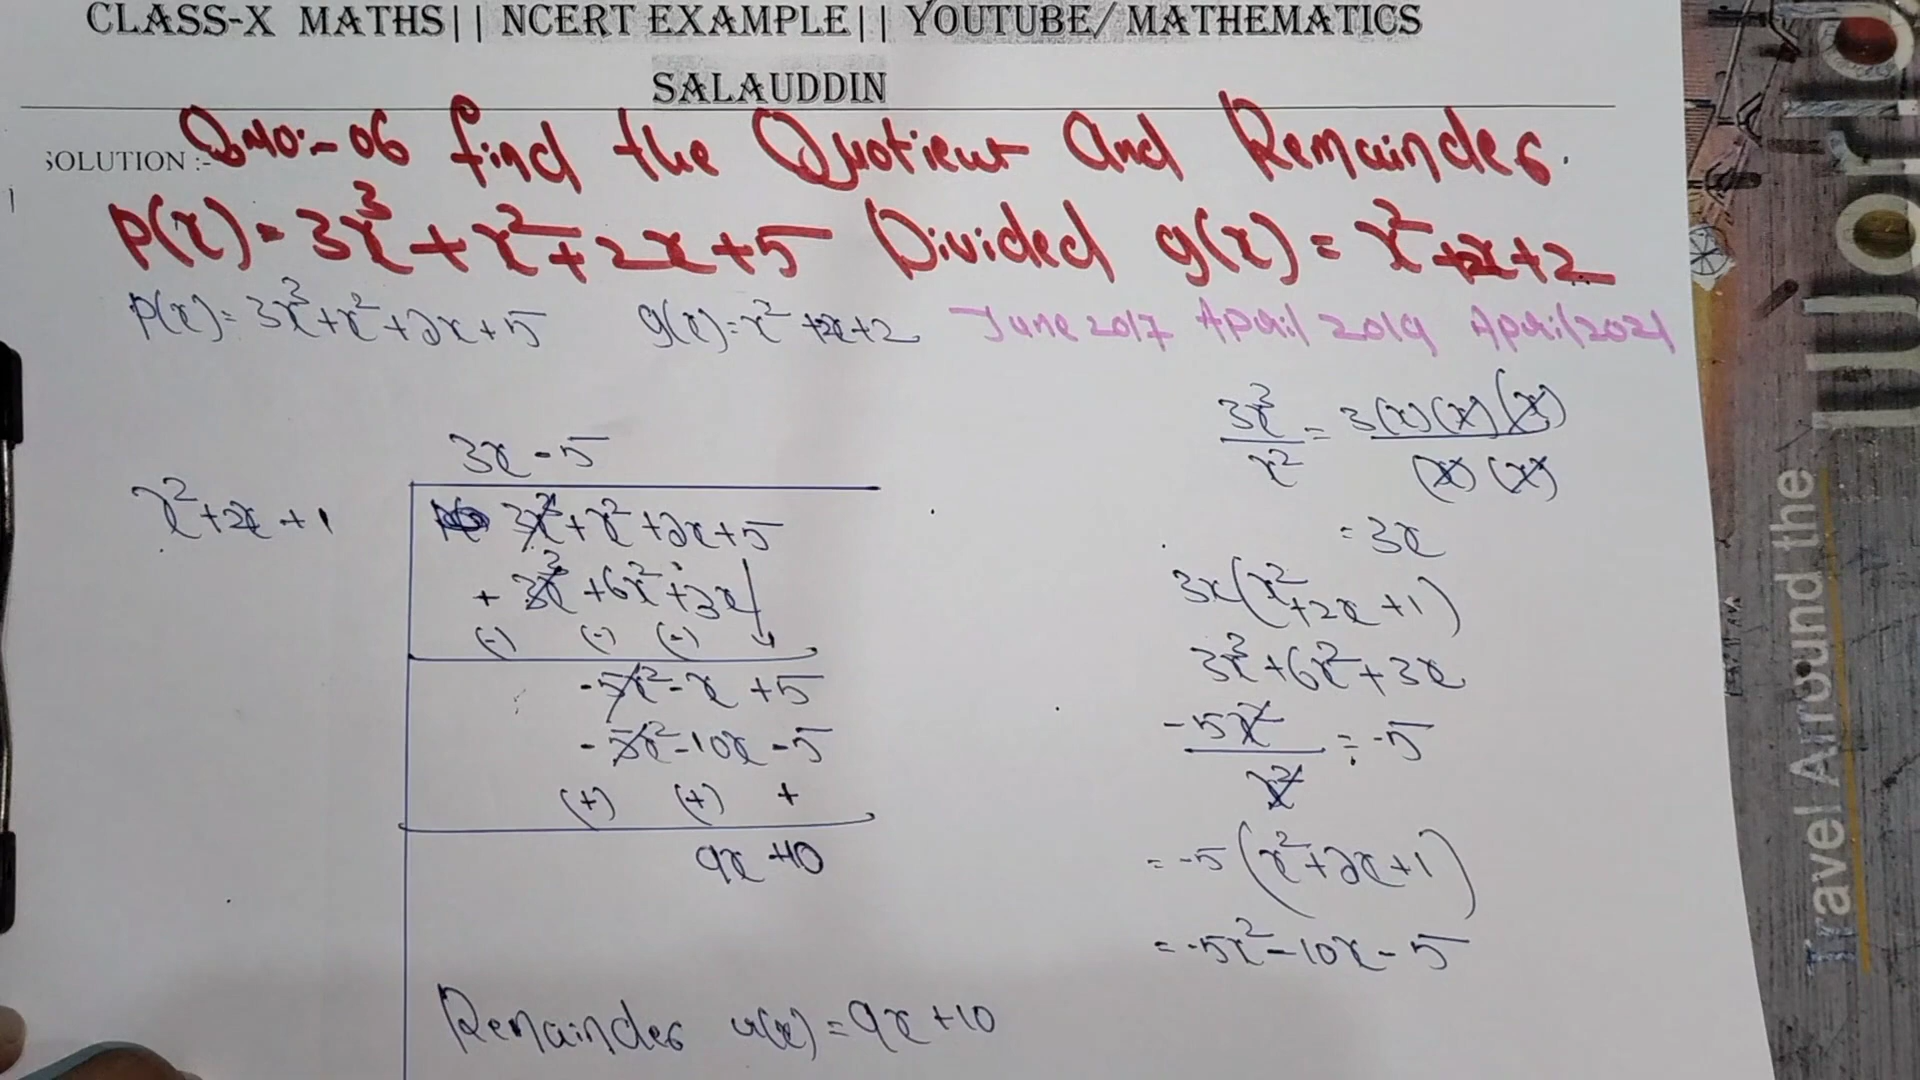 CLASS-X MATHS|| NCERT EXAMPLE|| YOUTUBE/ MATHEMATICS
SALAUDDIN
SOLUTION :-
Q.No:-06 find the Quotient And Remainder.
P(x)=3x³+x²+2x+5 Divided g(x)=x²+2x+2
P(x)=3x³+x²+2x+5 g(x)=x²+2x+2 June 2017 April 2019 April 2021
3x-5
x²+2x+1
3x³+x²+2x+5
+ 3x³+6x²+3x
(-) (-) (-)
-5x²-x+5
-5x²-10x-5
(+) (+) +
9x+10
Remainder r(x)=9x+10
3x³/x² = 3(x)(x)(x)/(x)(x)
=3x
3x(x²+2x+1)
3x³+6x²+3x
-5x²/x² = -5
=-5(x²+2x+1)
=-5x²-10x-5
World
Travel Arround the